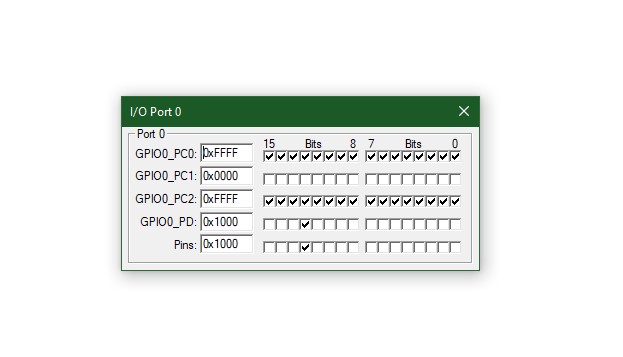 I/O Port 0
Port 0
15 Bits 8 7 Bits 0
GPIO0_PC0: 0xFFFF
GPIO0_PC1: 0x0000
GPIO0_PC2: 0xFFFF
GPIO0_PD: 0x1000
Pins: 0x1000